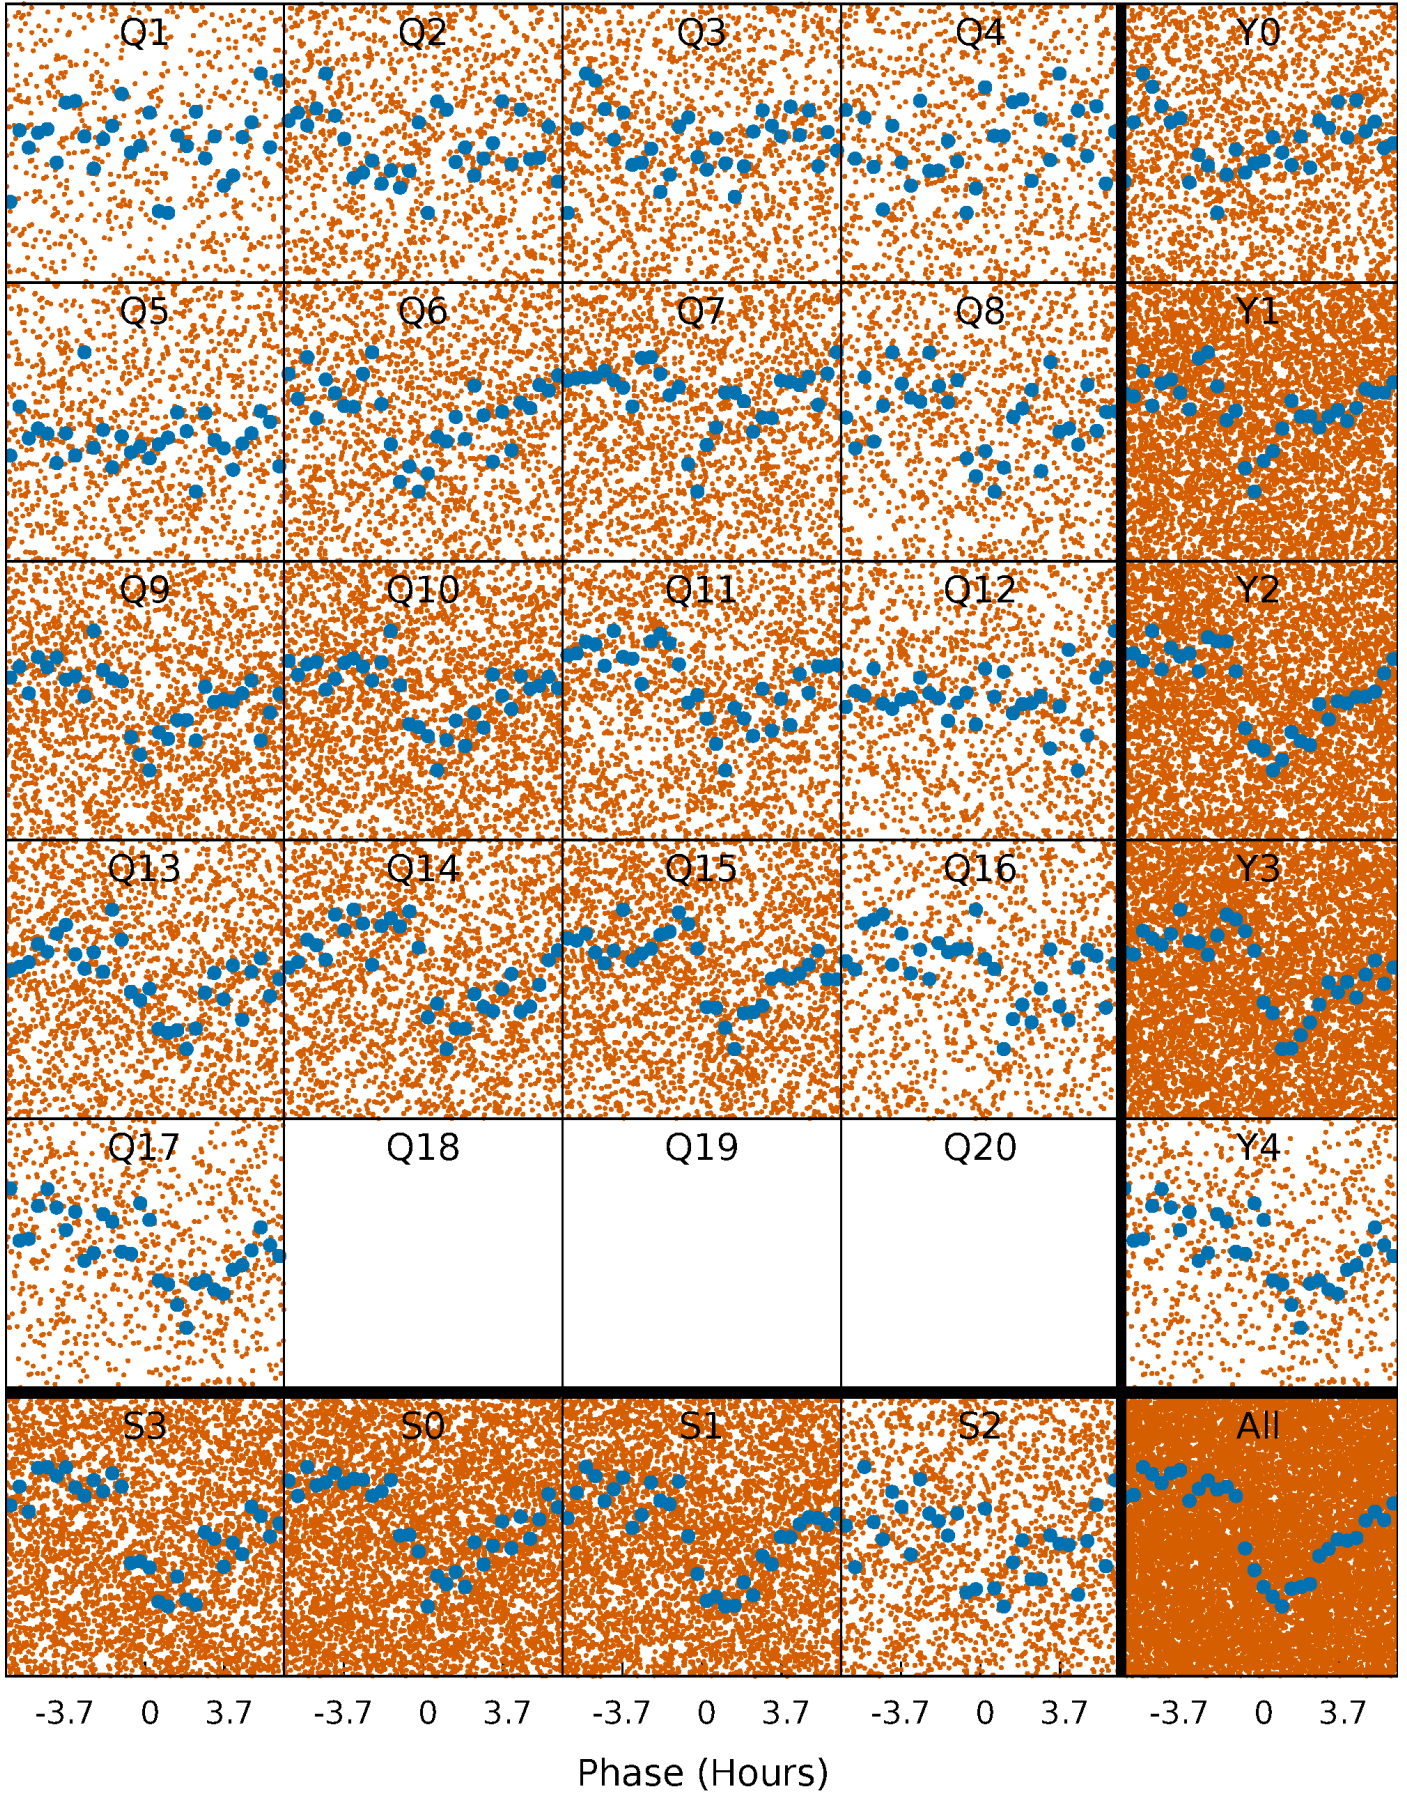 Q1 Q2 Q3 Q4 Y0
Q5 Q6 Q7 Q8 Y1
Q9 Q10 Q11 Q12 Y2
Q13 Q14 Q15 Q16 Y3
Q17 Q18 Q19 Q20 Y4
S3 S0 S1 S2 All
-3.7 0 3.7 -3.7 0 3.7 -3.7 0 3.7 -3.7 0 3.7 -3.7 0 3.7
Phase (Hours)